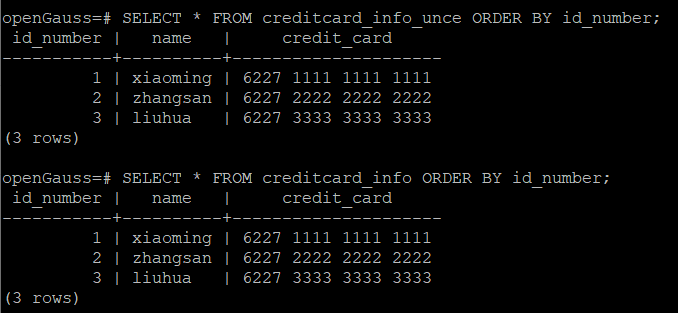 openGauss=# SELECT * FROM creditcard_info_unce ORDER BY id_number;
 id_number |   name   |     credit_card
-----------+----------+---------------------
         1 | xiaoming | 6227 1111 1111 1111
         2 | zhangsan | 6227 2222 2222 2222
         3 | liuhua   | 6227 3333 3333 3333
(3 rows)

openGauss=# SELECT * FROM creditcard_info ORDER BY id_number;
 id_number |   name   |     credit_card
-----------+----------+---------------------
         1 | xiaoming | 6227 1111 1111 1111
         2 | zhangsan | 6227 2222 2222 2222
         3 | liuhua   | 6227 3333 3333 3333
(3 rows)